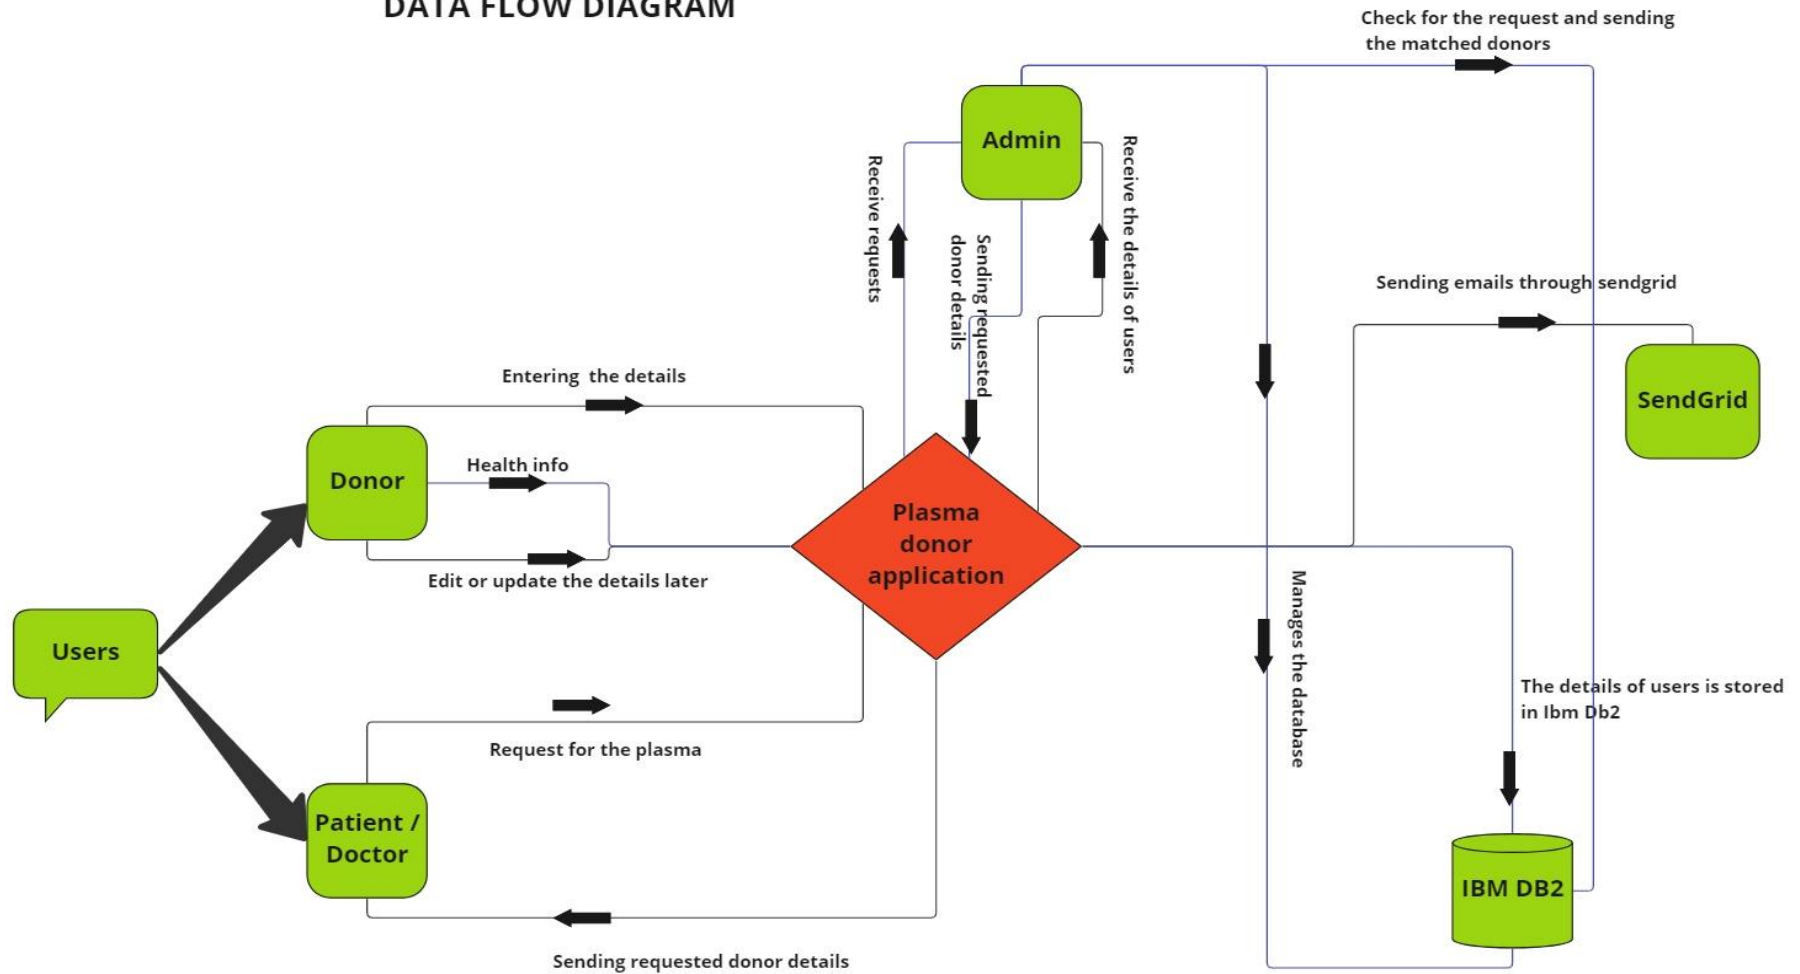 DATA FLOW DIAGRAM
Check for the request and sending
the matched donors
Admin
Receive requests
Sending requested
donor details
Receive the details of users
Sending emails through sendgrid
SendGrid
Entering the details
Donor
Health info
Edit or update the details later
Plasma
donor
application
Users
Manages the database
The details of users is stored
in Ibm Db2
Request for the plasma
Patient /
Doctor
IBM DB2
Sending requested donor details